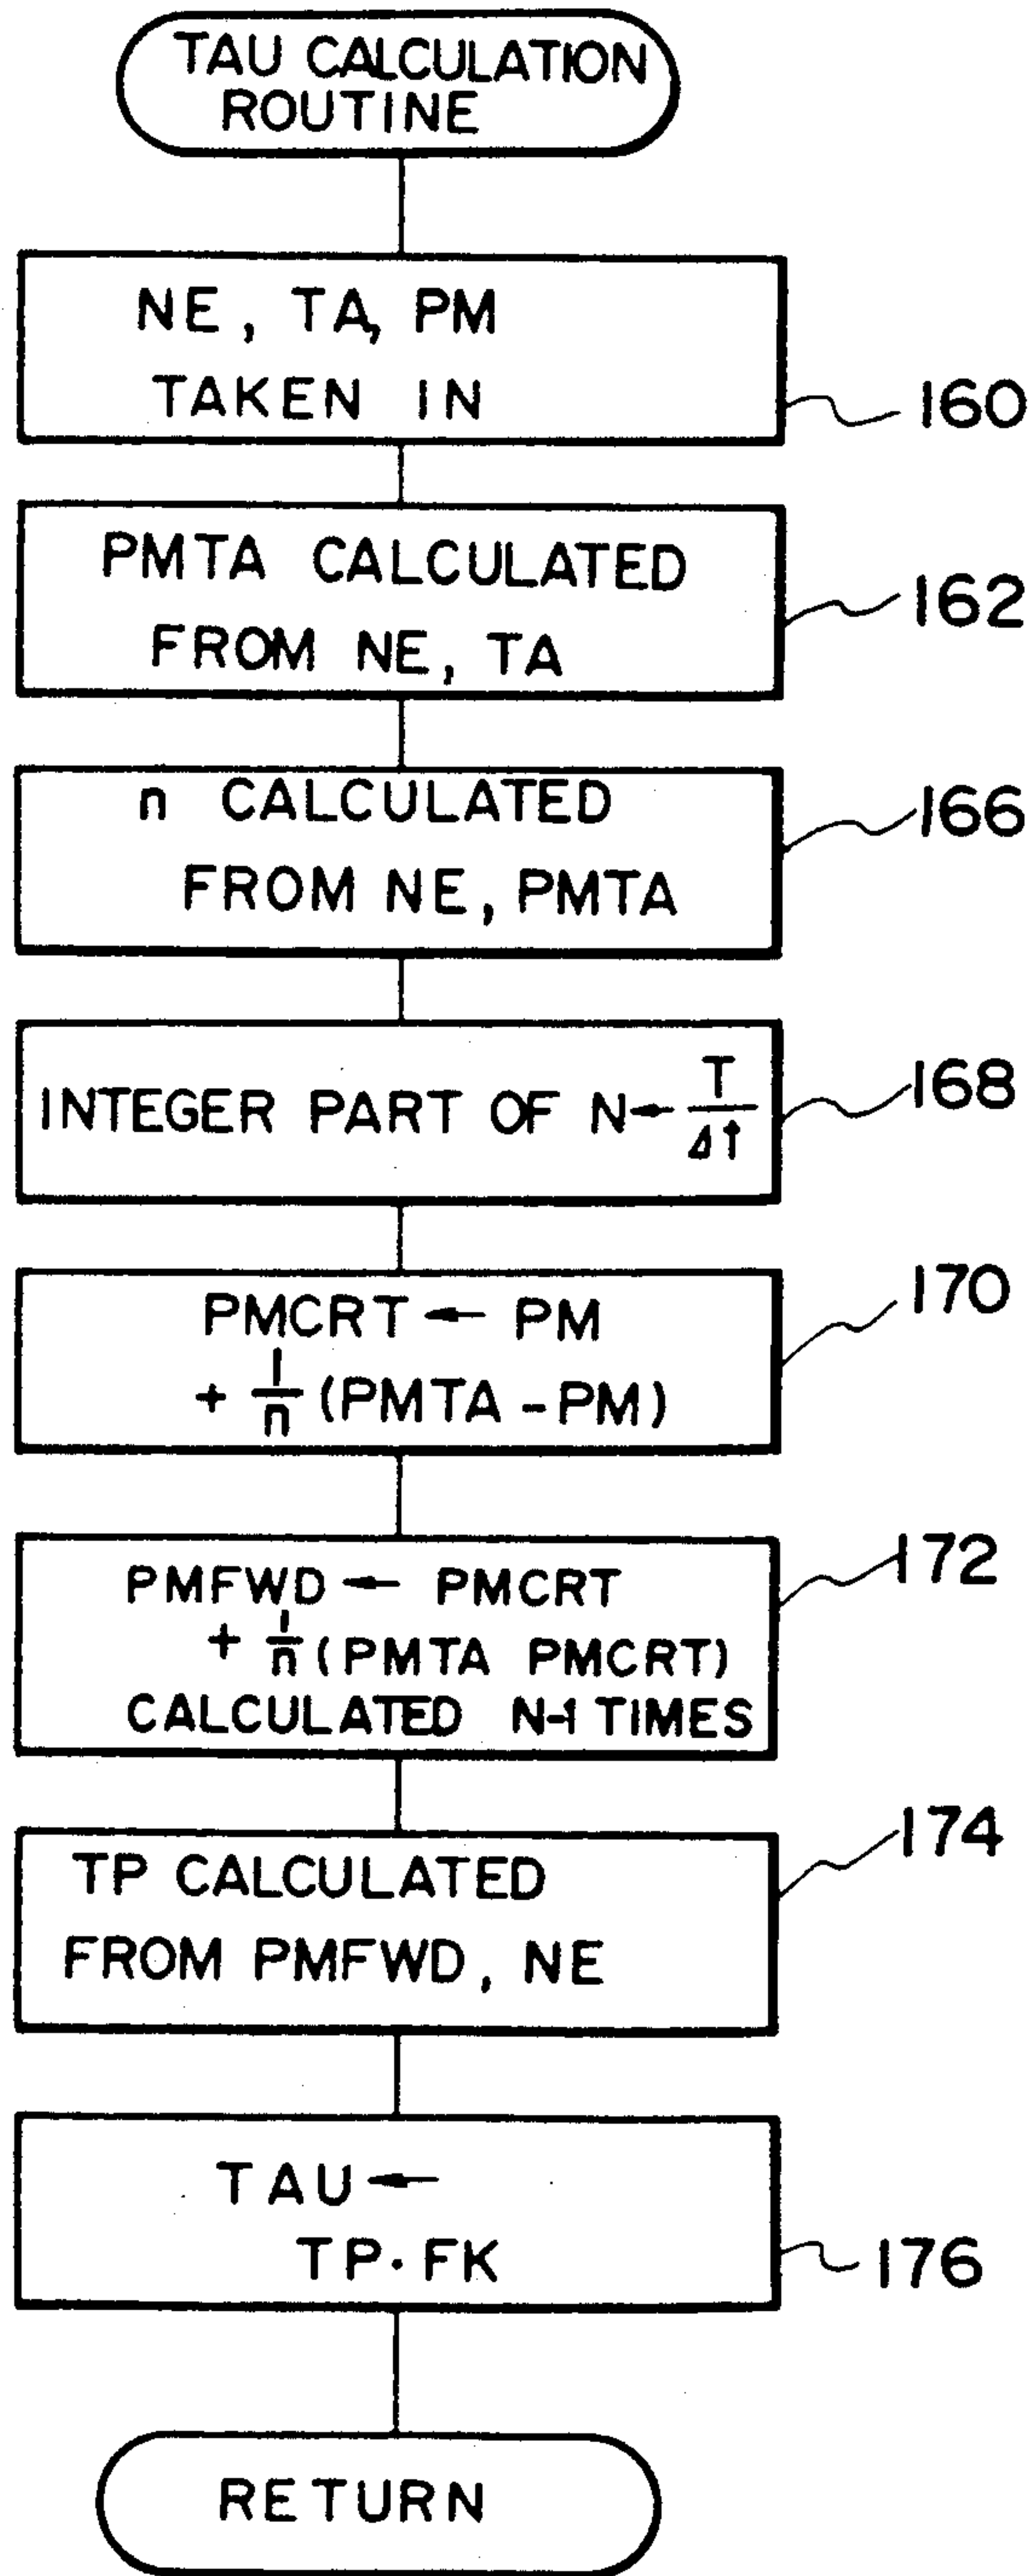 TAU CALCULATION
ROUTINE
NE, TA, PM
TAKEN IN
160
PMTA CALCULATED
FROM NE, TA
162
n CALCULATED
FROM NE, PMTA
166
INTEGER PART OF N ← T/Δt
168
PMCRT ← PM
+ 1/n (PMTA - PM)
170
PMFWD ← PMCRT
+ 1/n (PMTA PMCRT)
CALCULATED N-1 TIMES
172
TP CALCULATED
FROM PMFWD, NE
174
TAU ←
TP · FK
176
RETURN